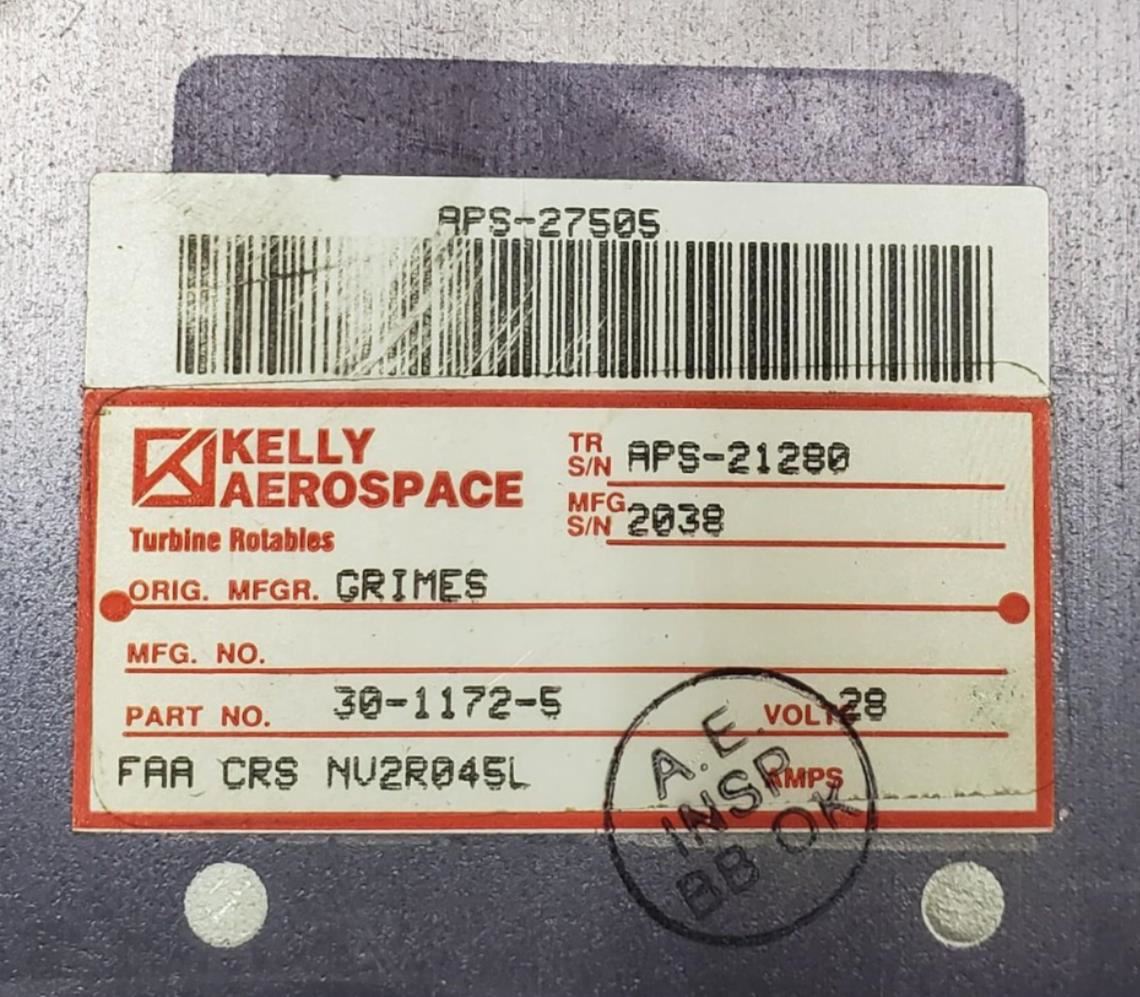 APS-27505
KELLY
AEROSPACE
Turbine Rotables
TR
S/N APS-21280
MFG.
S/N 2038
ORIG. MFGR. GRIMES
MFG. NO.
PART NO. 30-1172-5 VOLT 28
FAA CRS NV2R045L AMPS
A.E.
INSP
BB OK